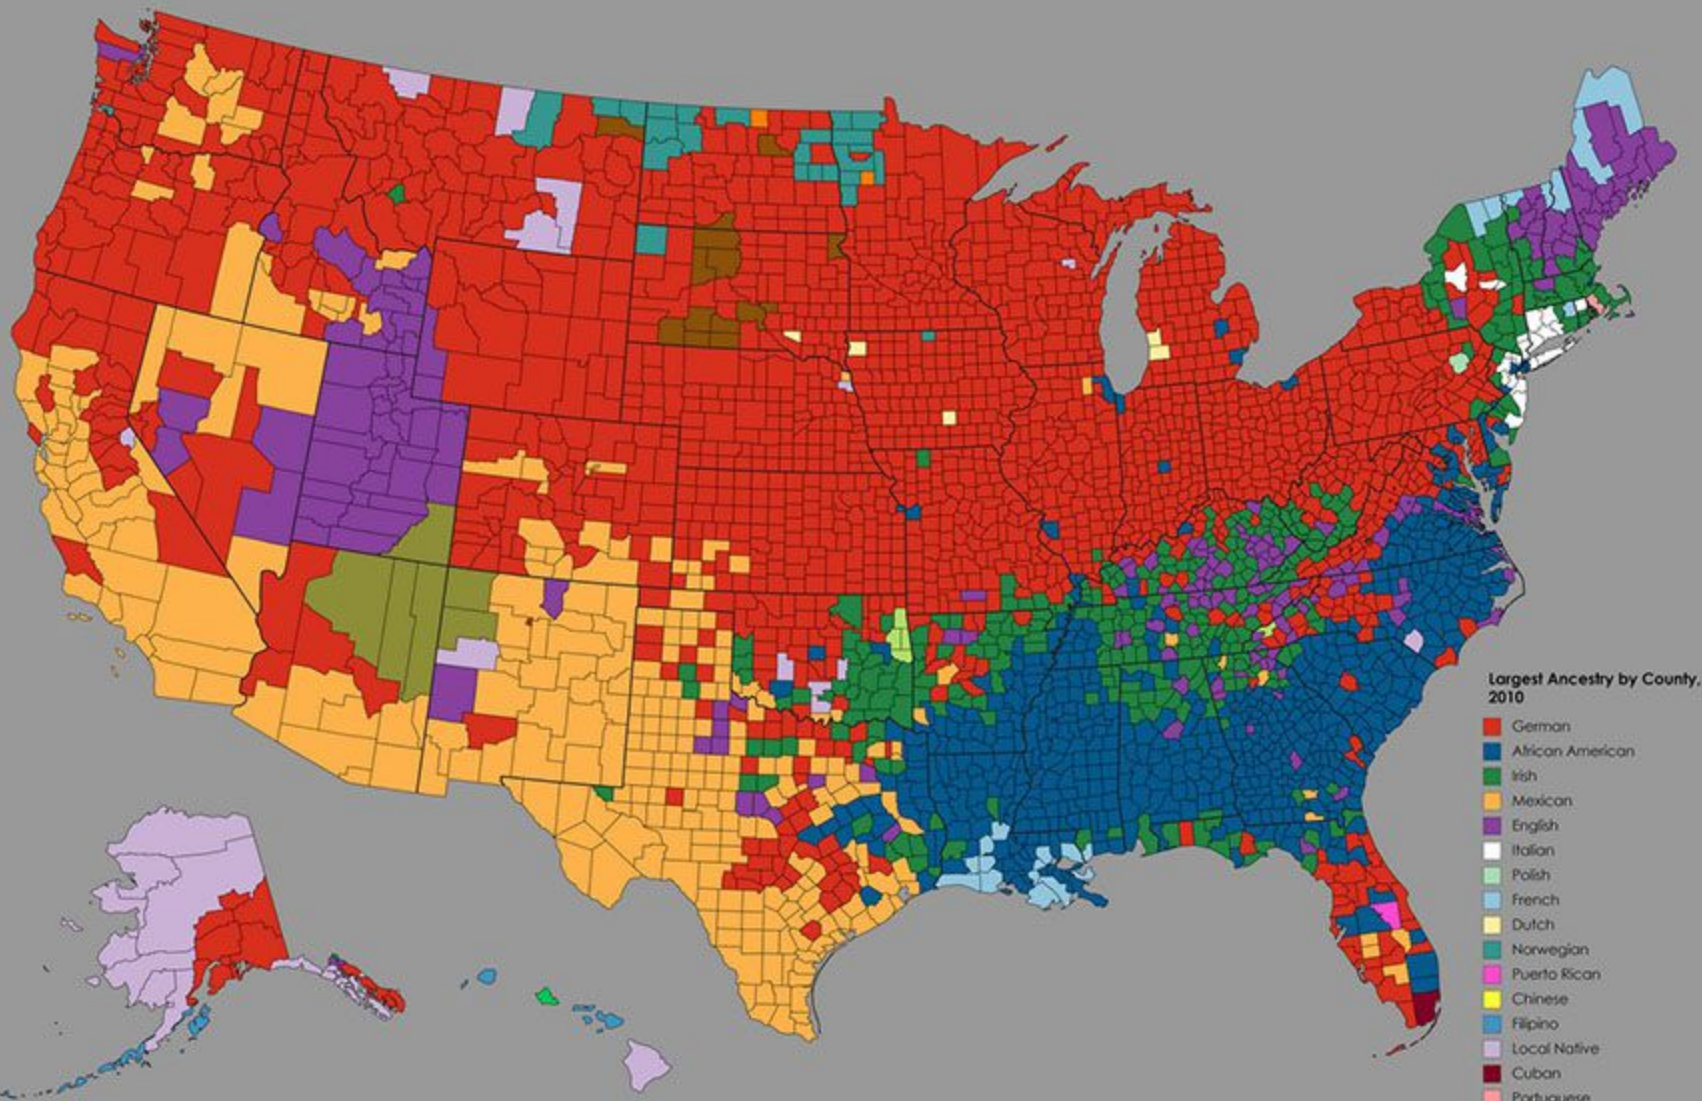 Largest Ancestry by County,
2010
German
African American
Irish
Mexican
English
Italian
Polish
French
Dutch
Norwegian
Puerto Rican
Chinese
Filipino
Local Native
Cuban
Portuguese